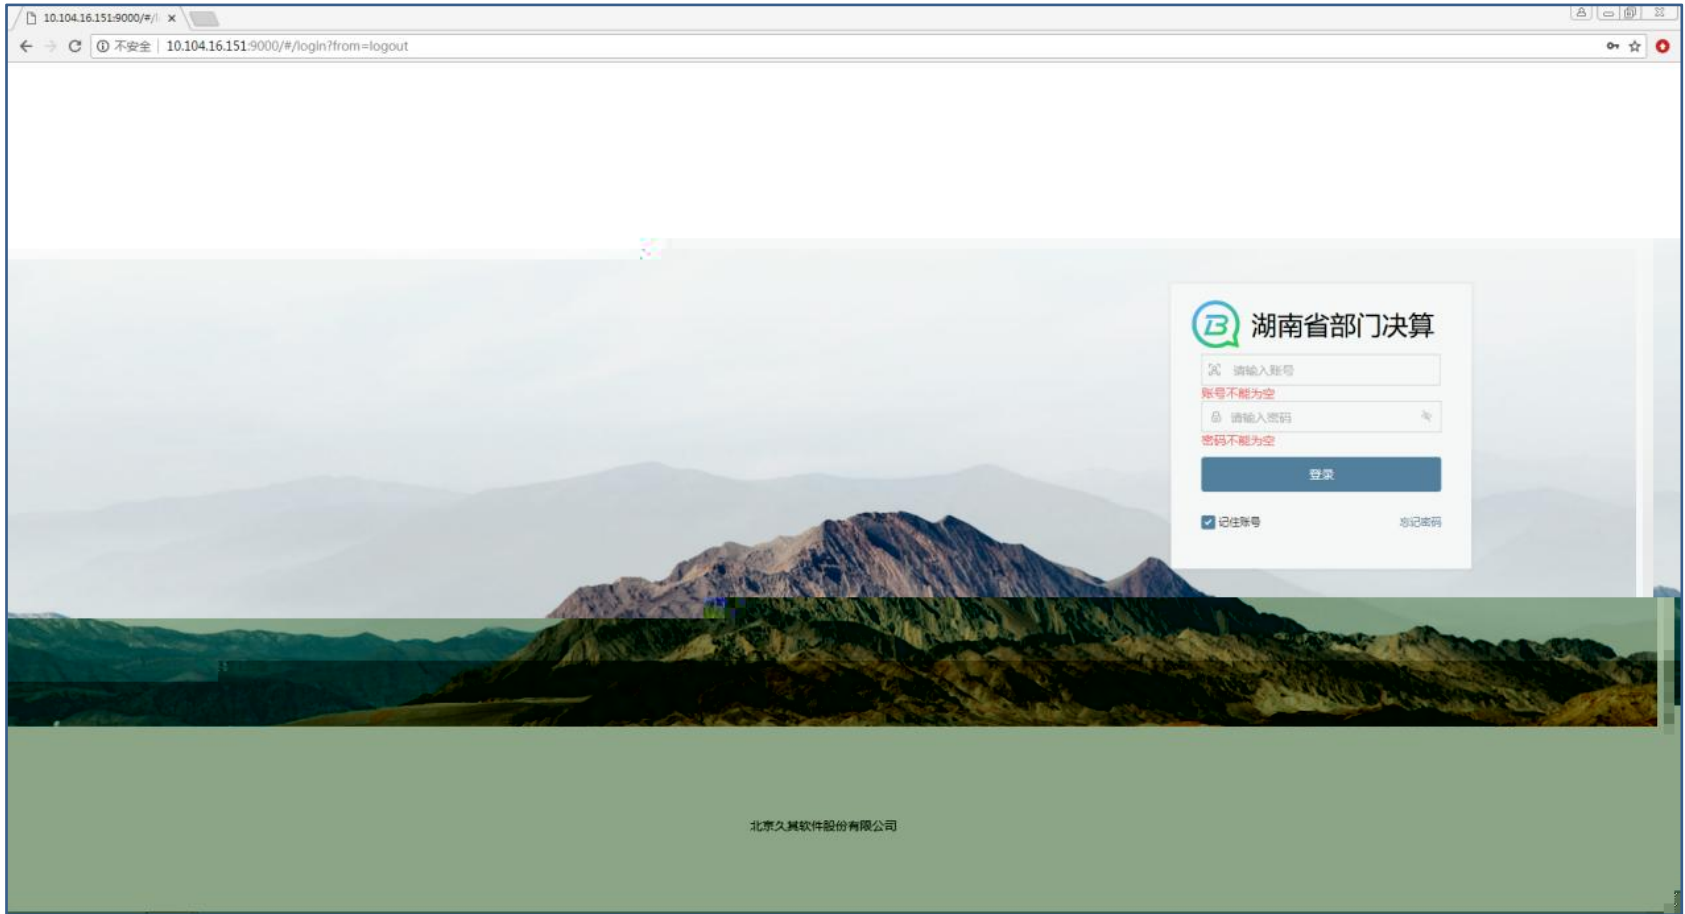 10.104.16.151:9000/#/l
不安全 | 10.104.16.151:9000/#/login?from=logout
湖南省部门决算
请输入账号
账号不能为空
请输入密码
密码不能为空
登录
记住账号 忘记密码
北京久其软件股份有限公司